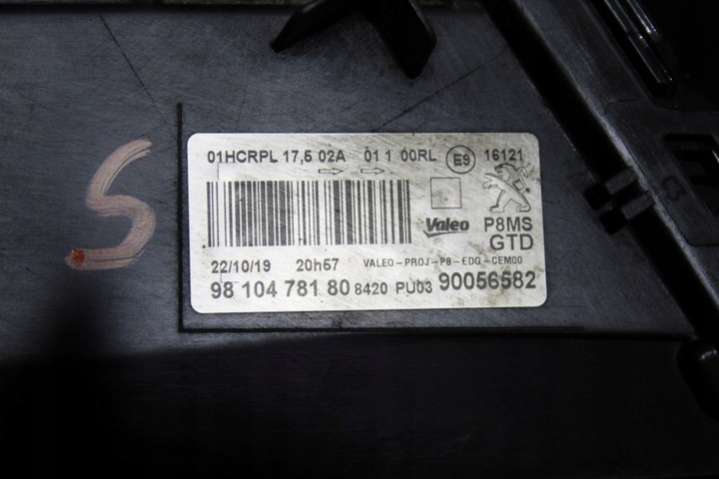 S
01HCRPL 17,5 02A 01 1 00RL E9 16121
Valeo P8MS
GTD
22/10/19 20h57 VALEO-PROJ-P8-EDG-CEM00
98 104 781 80 8420 PU03 90056582